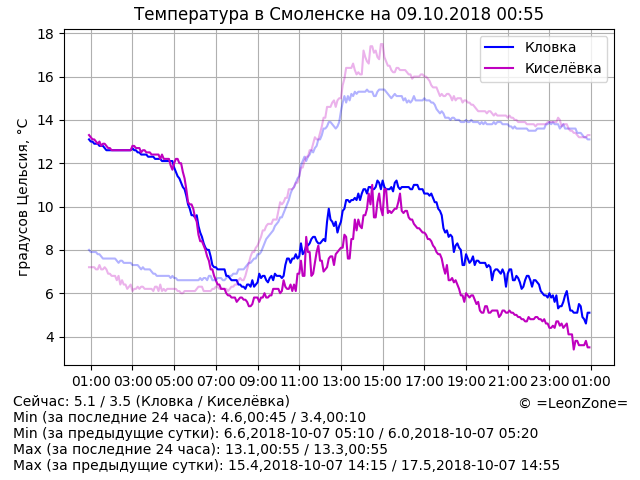 Температура в Смоленске на 09.10.2018 00:55
градусов Цельсия, °C
18
16
14
12
10
8
6
4
Кловка
Киселёвка
01:00 03:00 05:00 07:00 09:00 11:00 13:00 15:00 17:00 19:00 21:00 23:00 01:00
Сейчас: 5.1 / 3.5 (Кловка / Киселёвка)
© =LeonZone=
Min (за последние 24 часа): 4.6,00:45 / 3.4,00:10
Min (за предыдущие сутки): 6.6,2018-10-07 05:10 / 6.0,2018-10-07 05:20
Max (за последние 24 часа): 13.1,00:55 / 13.3,00:55
Max (за предыдущие сутки): 15.4,2018-10-07 14:15 / 17.5,2018-10-07 14:55